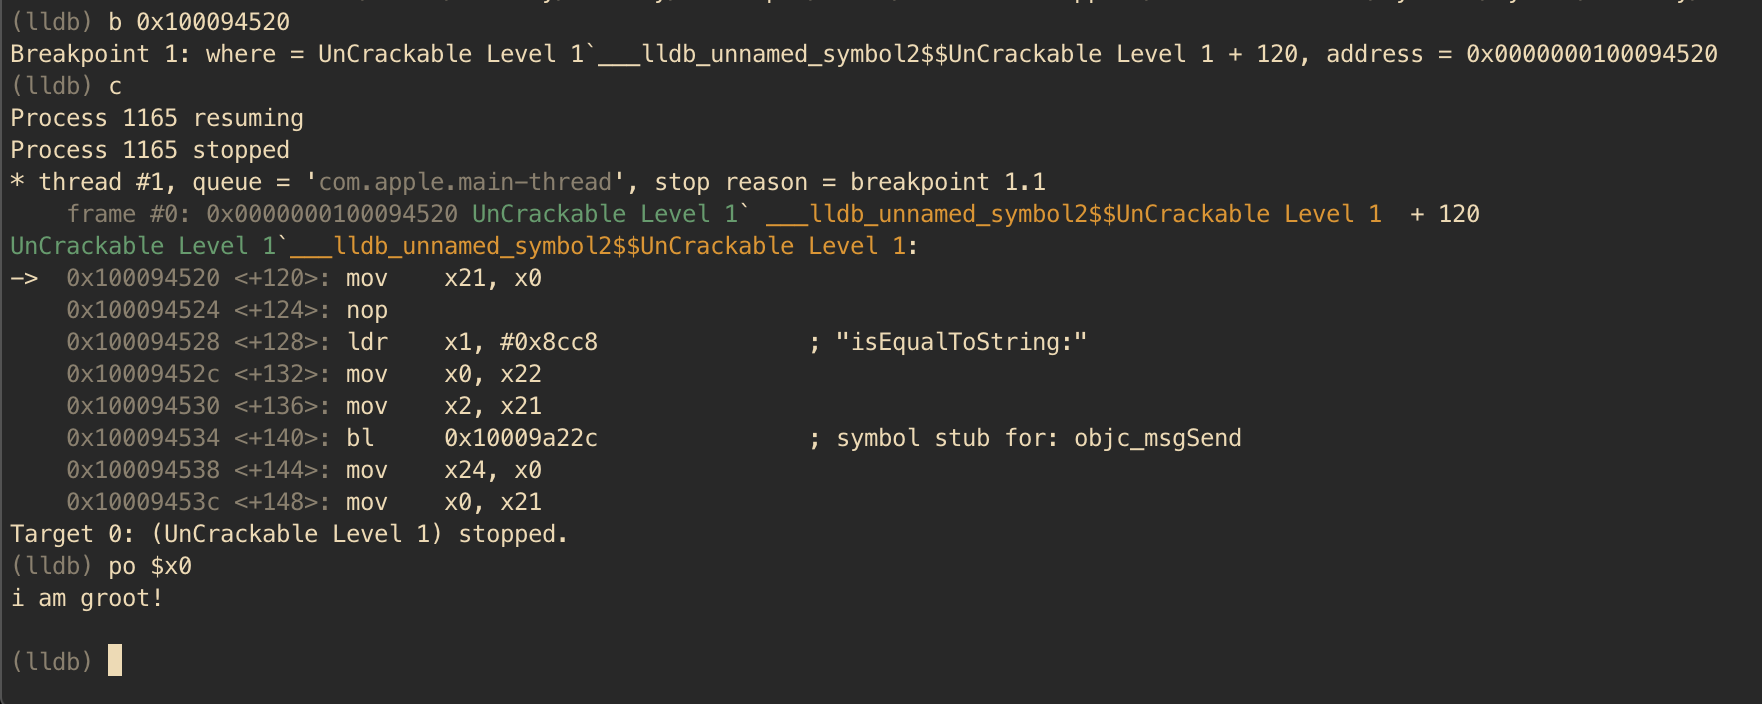 (lldb) b 0x100094520
Breakpoint 1: where = UnCrackable Level 1`___lldb_unnamed_symbol2$$UnCrackable Level 1 + 120, address = 0x0000000100094520
(lldb) c
Process 1165 resuming
Process 1165 stopped
* thread #1, queue = 'com.apple.main-thread', stop reason = breakpoint 1.1
    frame #0: 0x0000000100094520 UnCrackable Level 1` ___lldb_unnamed_symbol2$$UnCrackable Level 1  + 120
UnCrackable Level 1`___lldb_unnamed_symbol2$$UnCrackable Level 1:
->  0x100094520 <+120>: mov    x21, x0
    0x100094524 <+124>: nop
    0x100094528 <+128>: ldr    x1, #0x8cc8               ; "isEqualToString:"
    0x10009452c <+132>: mov    x0, x22
    0x100094530 <+136>: mov    x2, x21
    0x100094534 <+140>: bl     0x10009a22c               ; symbol stub for: objc_msgSend
    0x100094538 <+144>: mov    x24, x0
    0x10009453c <+148>: mov    x0, x21
Target 0: (UnCrackable Level 1) stopped.
(lldb) po $x0
i am groot!
(lldb)